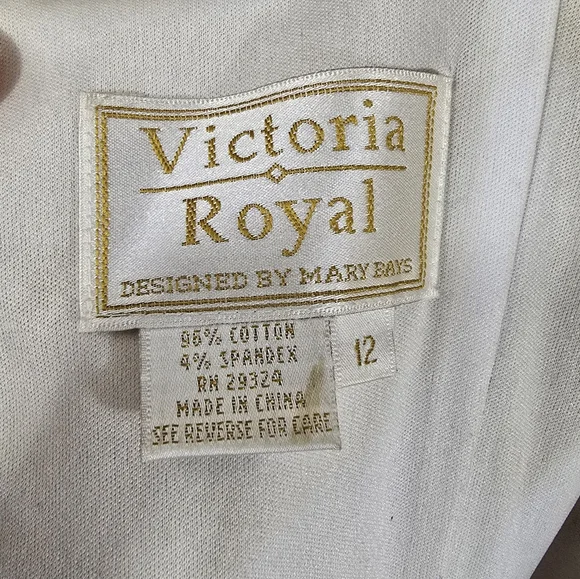 Victoria
Royal
DESIGNED BY MARY BAYS
96% COTTON
4% SPANDEX
RN 29324
MADE IN CHINA
SEE REVERSE FOR CARE
12